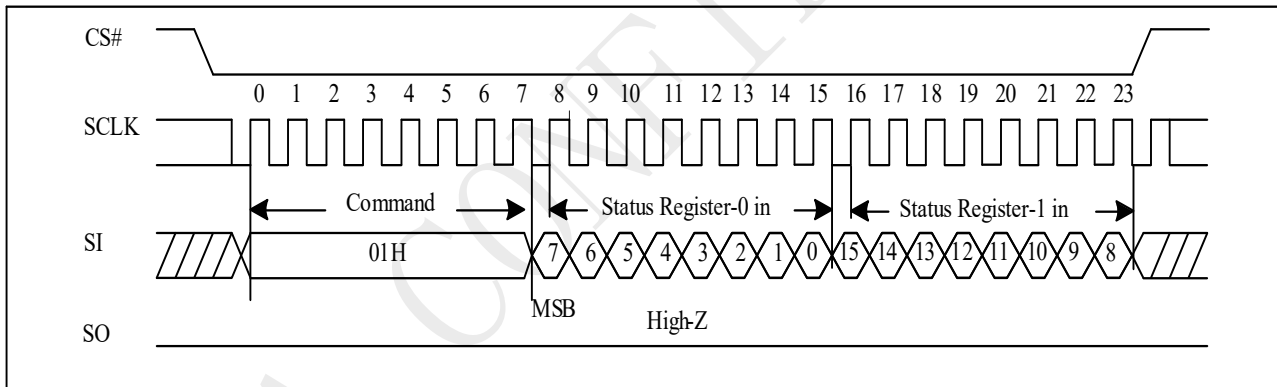 CS#
0 1 2 3 4 5 6 7 8 9 10 11 12 13 14 15 16 17 18 19 20 21 22 23
SCLK
Command Status Register-0 in Status Register-1 in
SI 01H 7 6 5 4 3 2 1 0 15 14 13 12 11 10 9 8
MSB High-Z
SO